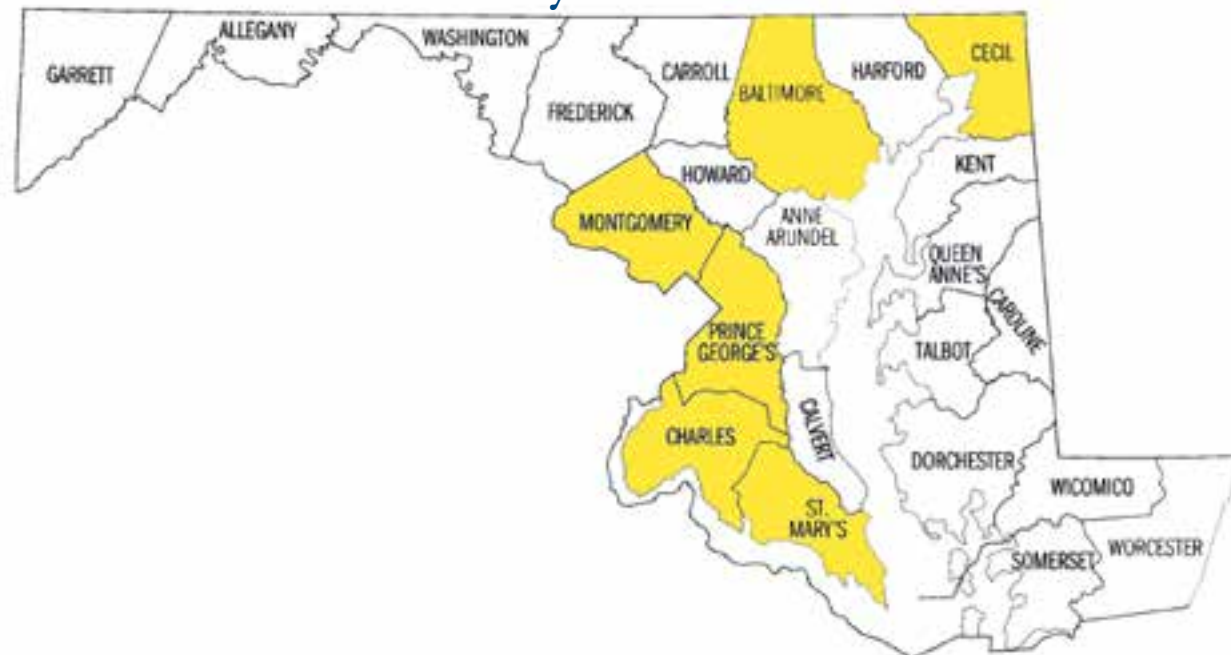 ALLEGANY
WASHINGTON
GARRETT
CARROLL
HARFORD
CECIL
BALTIMORE
FREDERICK
KENT
HOWARD
MONTGOMERY
ANNE
ARUNDEL
QUEEN
ANNE'S
CAROLINE
PRINCE
GEORGE'S
TALBOT
CALVERT
CHARLES
DORCHESTER
WICOMICO
ST.
MARY'S
SOMERSET
WORCESTER